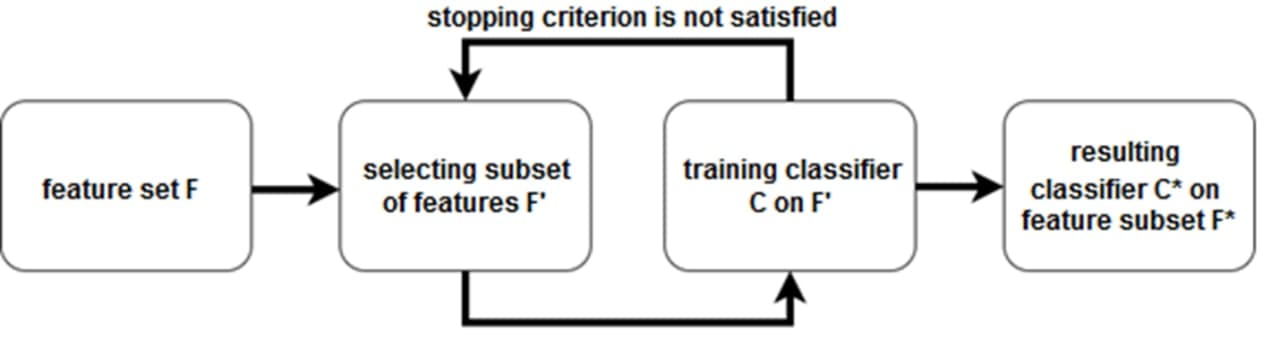 stopping criterion is not satisfied
feature set F
selecting subset
of features F'
training classifier
C on F'
resulting
classifier C* on
feature subset F*